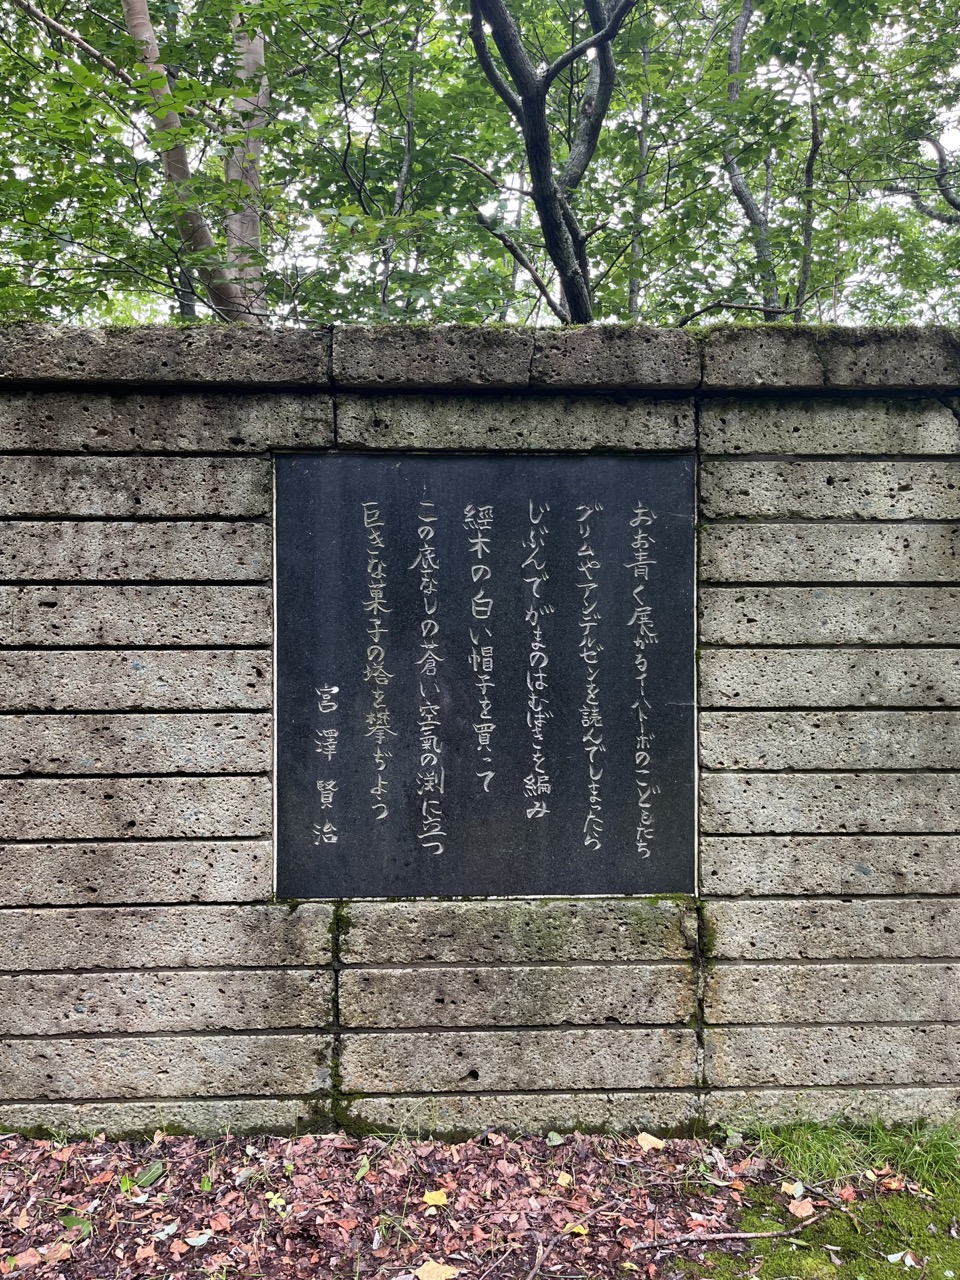 おお青く展がるイーハトーボのこどもたち
グリムやアンデルゼンを読んでしまったら
じぶんでがまのはむばきを編み
經木の白い帽子を買って
この底なしの蒼い空氣の渕に立つ
巨きな菓子の塔を攀ぢよう
宮澤賢治